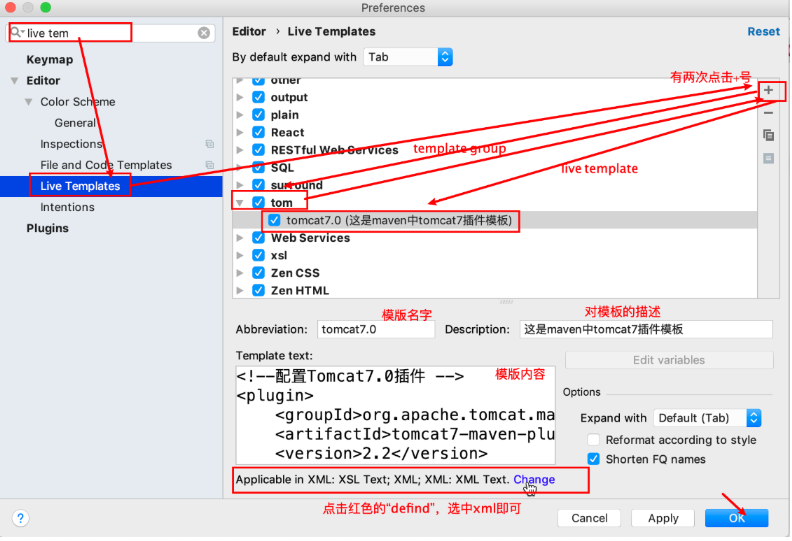 Preferences
live tem
Keymap
Editor
Color Scheme
General
Inspections
File and Code Templates
Live Templates
Intentions
Plugins
Editor › Live Templates
Reset
By default expand with Tab
other
output
plain
React
RESTful Web Services
SQL
surround
tom
tomcat7.0 (这是maven中tomcat7插件模板)
Web Services
xsl
Zen CSS
Zen HTML
有两次点击+号
template group
live template
模版名字
对模板的描述
Abbreviation: tomcat7.0 Description: 这是maven中tomcat7插件模板
Template text:
<!--配置Tomcat7.0插件 -->
<plugin>
<groupId>org.apache.tomcat.ma
<artifactId>tomcat7-maven-plu
<version>2.2</version>
模版内容
Edit variables
Options
Expand with Default (Tab)
Reformat according to style
Shorten FQ names
Applicable in XML: XSL Text; XML; XML: XML Text. Change
点击红色的“defind”，选中xml即可
?
Cancel
Apply
OK